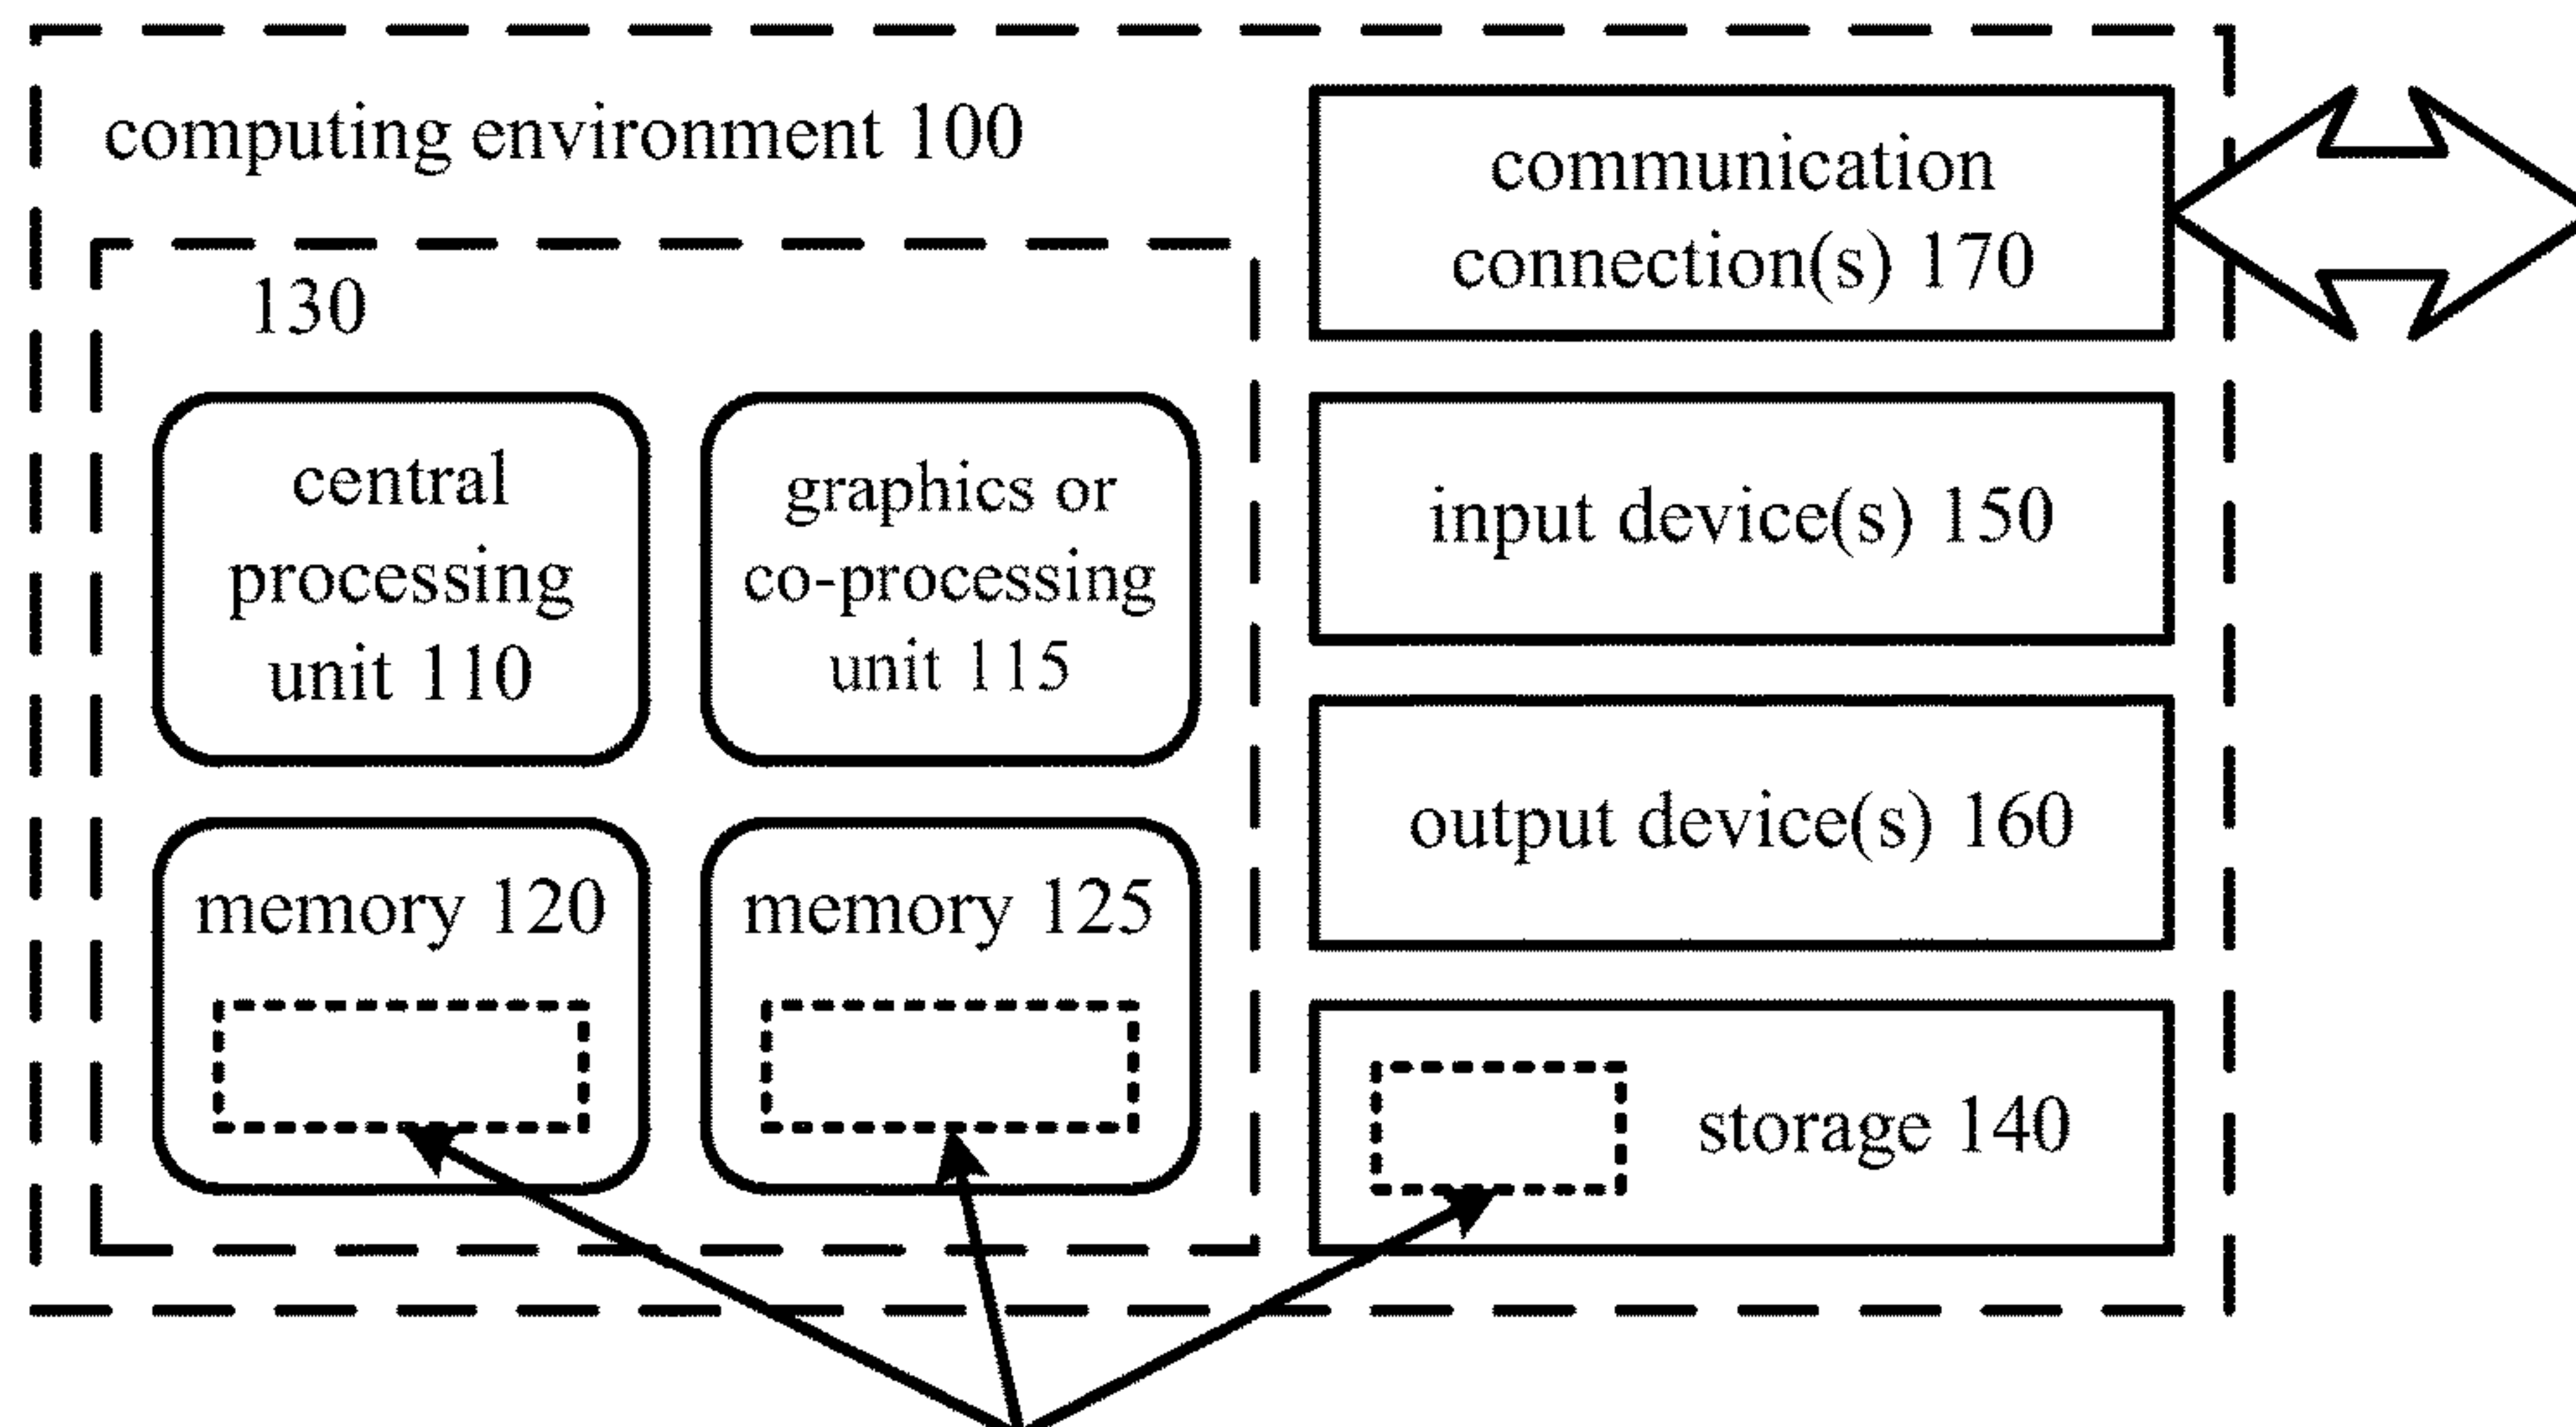 computing environment 100
130
central
processing
unit 110
graphics or
co-processing
unit 115
memory 120
memory 125
communication
connection(s) 170
input device(s) 150
output device(s) 160
storage 140